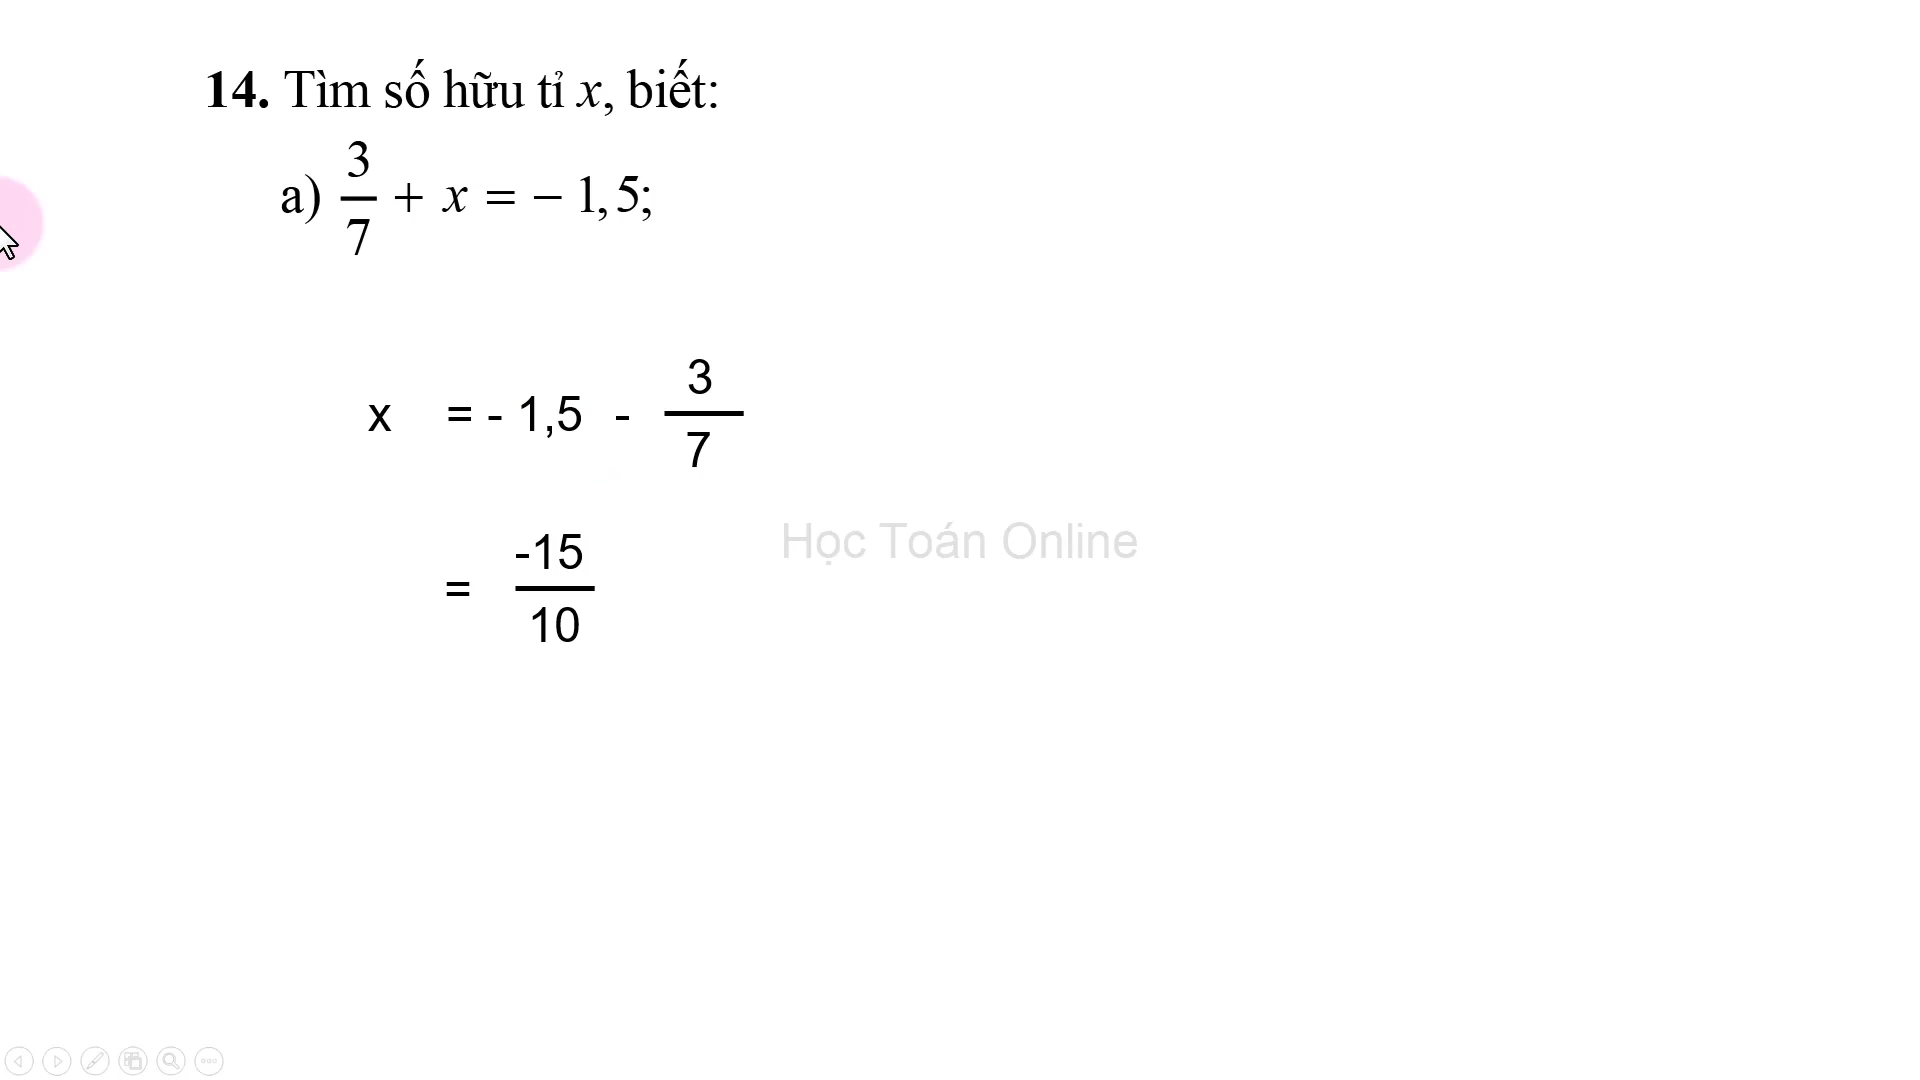 14. Tìm số hữu tỉ x, biết:
a) 3/7 + x = – 1,5;
x = - 1,5 - 3/7
= -15/10
Học Toán Online